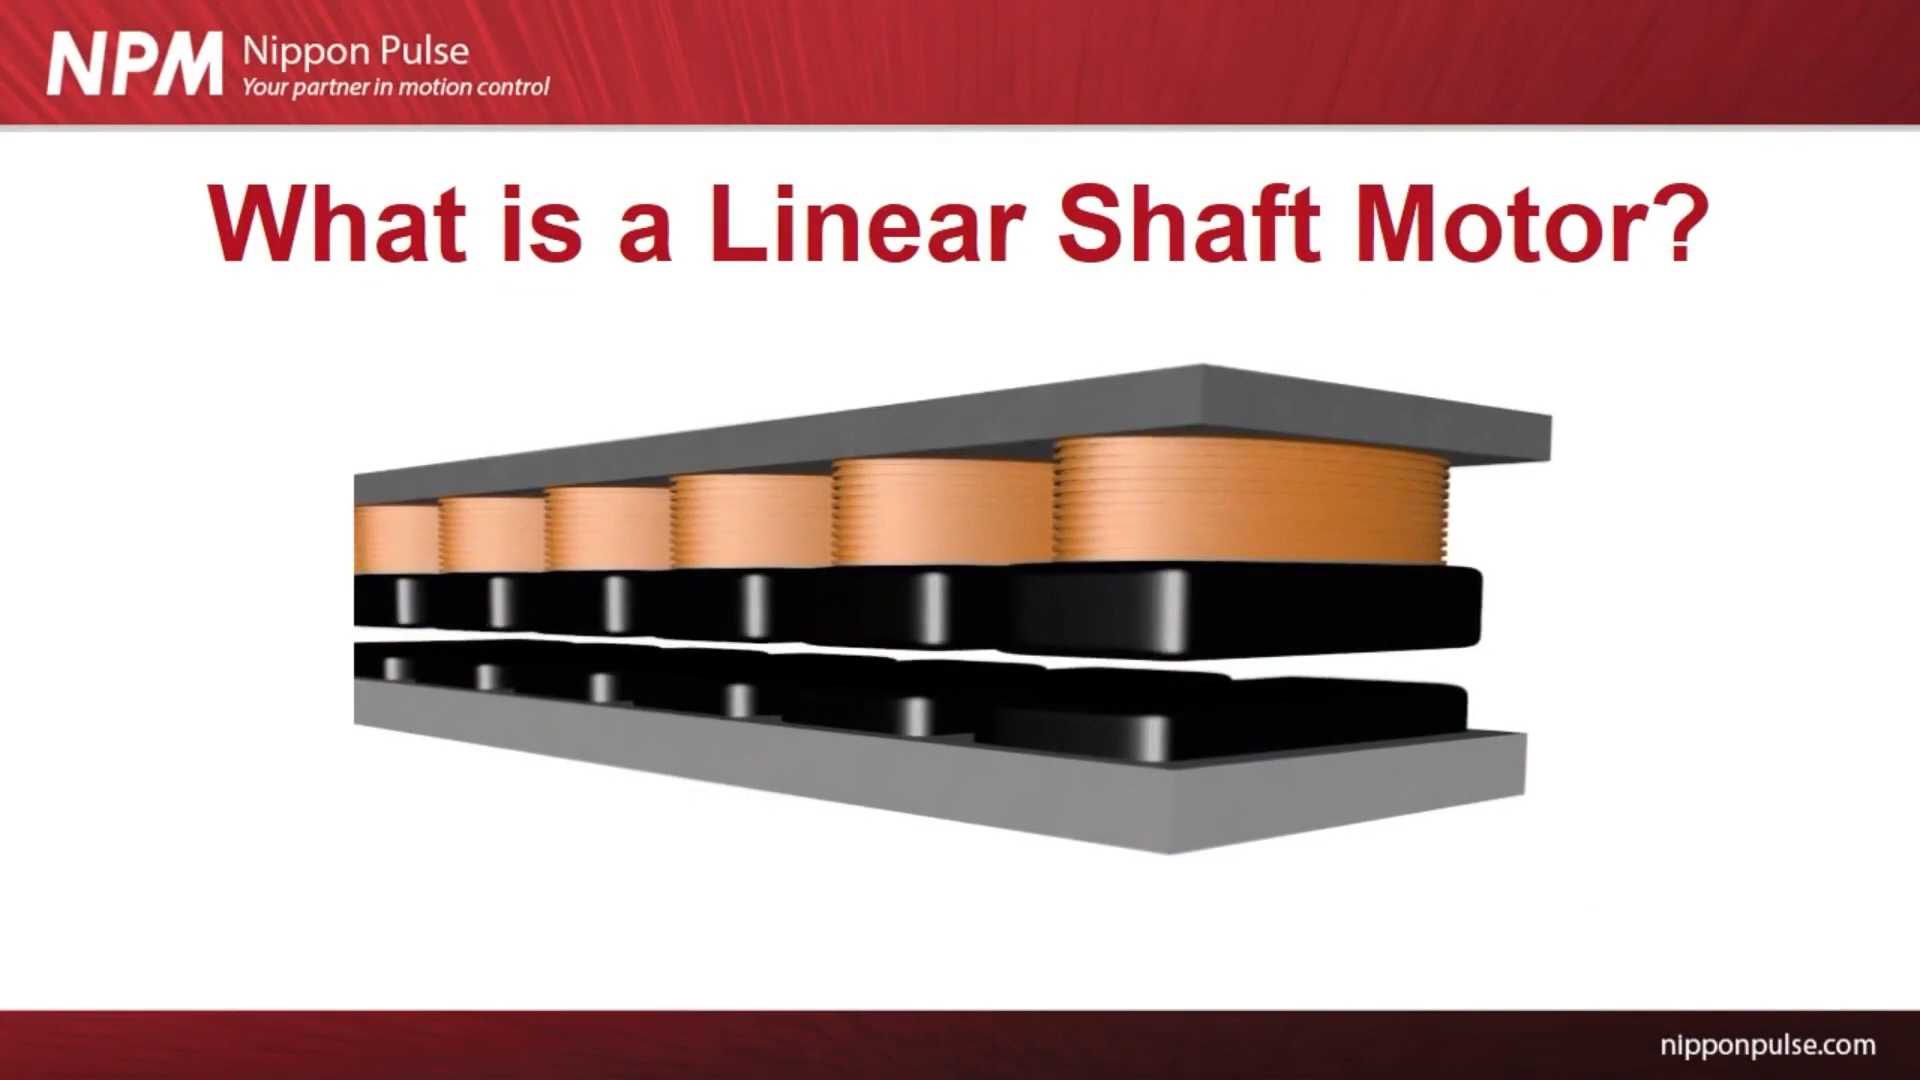 NPM Nippon Pulse
Your partner in motion control
What is a Linear Shaft Motor?
nipponpulse.com